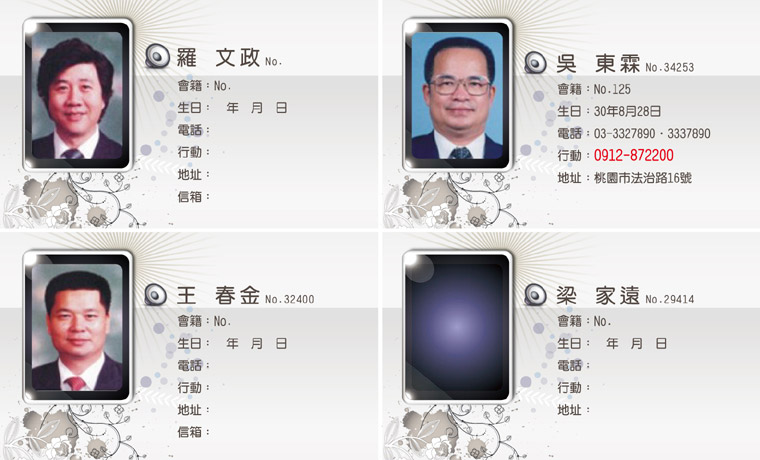 羅 文政 No.
會籍：No.
生日： 年 月 日
電話：
行動：
地址：
信箱：
吳 東霖 No.34253
會籍：No.125
生日：30年8月28日
電話：03-3327890・3337890
行動：0912-872200
地址：桃園市法治路16號
王 春金 No.32400
會籍：No.
生日： 年 月 日
電話：
行動：
地址：
信箱：
梁 家遠 No.29414
會籍：No.
生日： 年 月 日
電話：
行動：
地址：